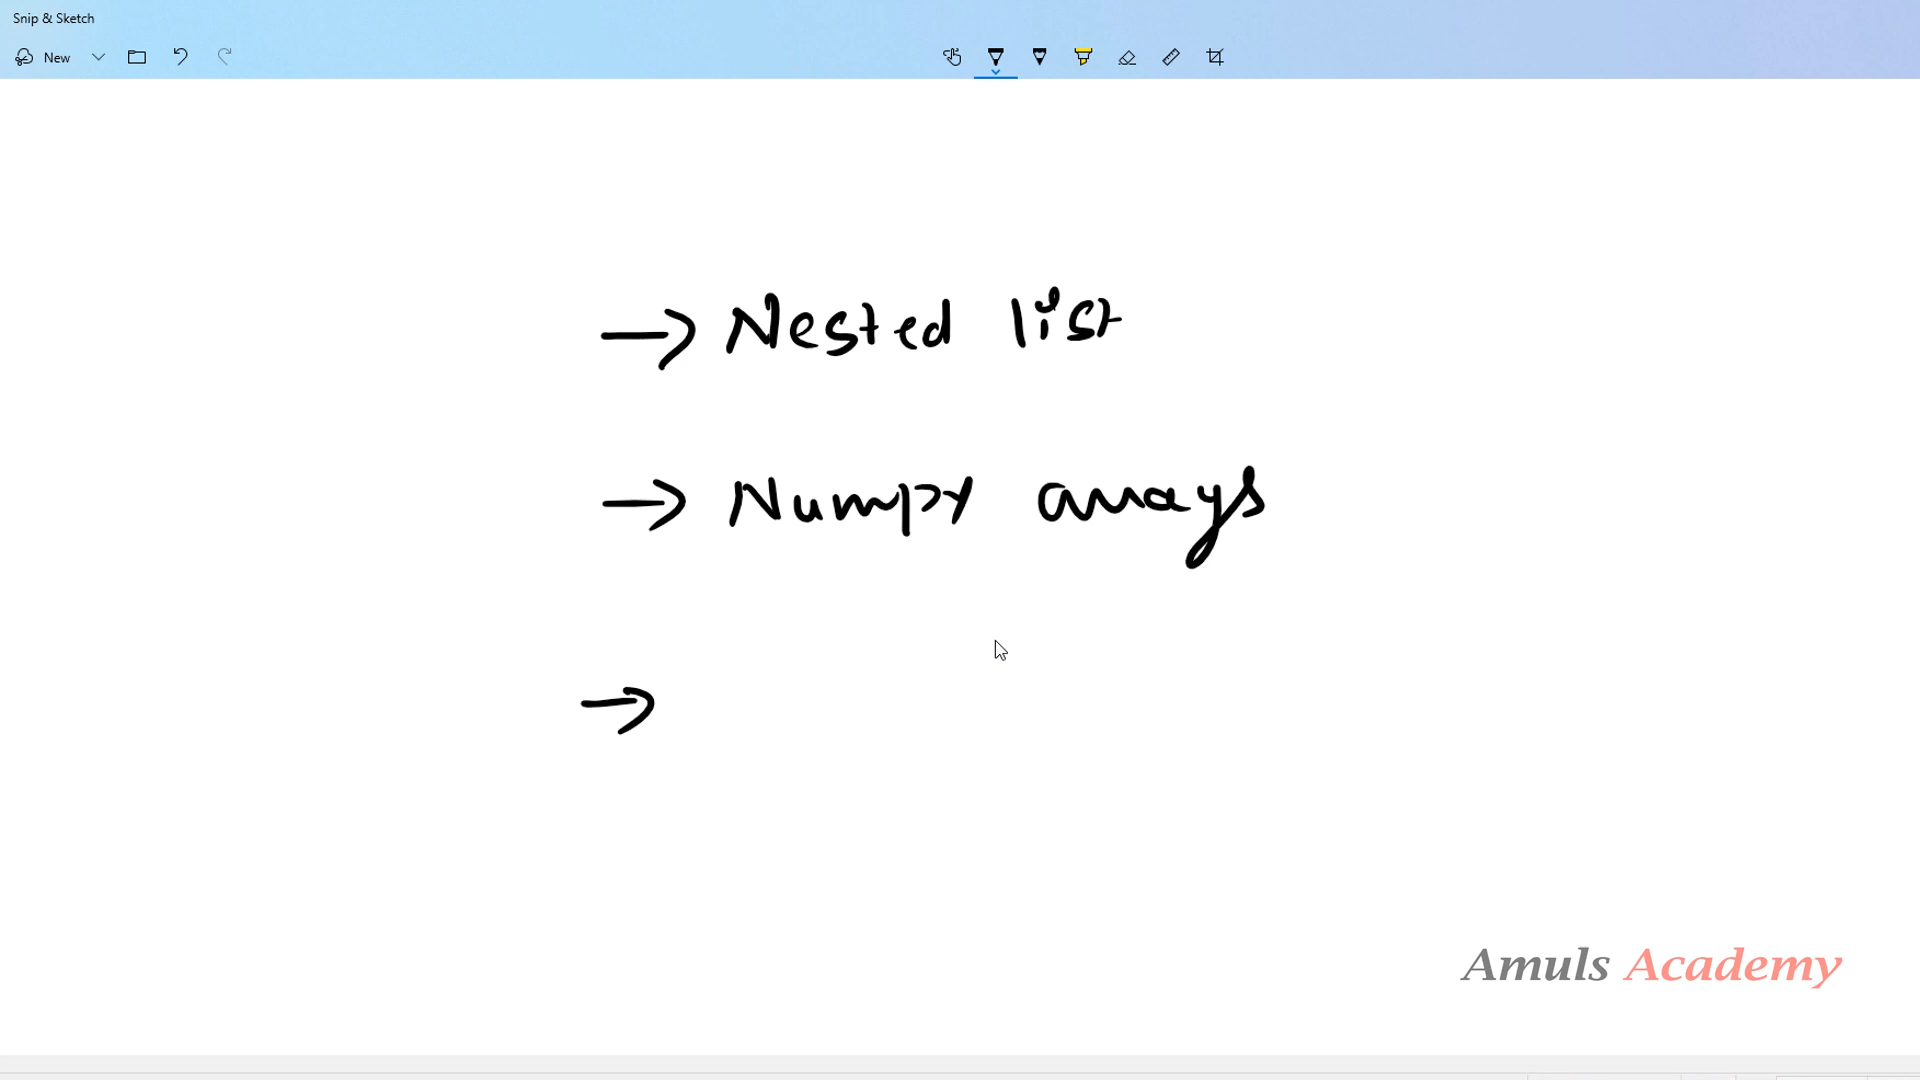 Snip & Sketch
New
→ Nested list
→ Numpy arrays
→
Amuls Academy